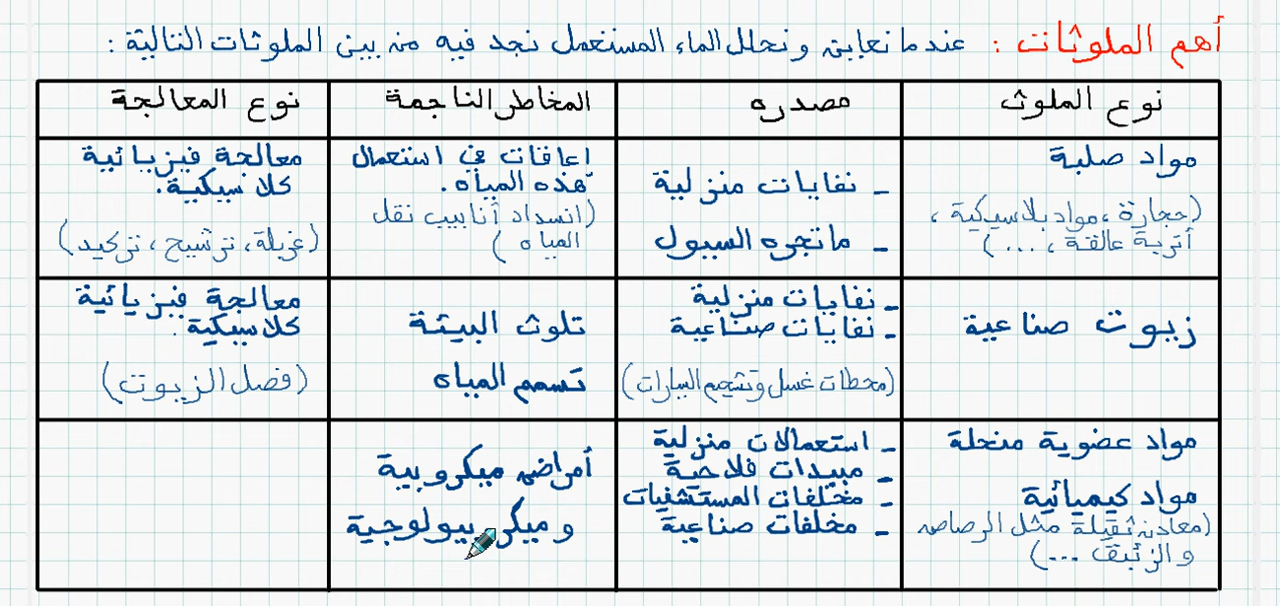 أهم الملوثات : عندما نعاين ونحلل الماء المستعمل نجد فيه من بين الملوثات التالية :
نوع الملوث
مصدره
المخاطر الناجمة
نوع المعالجة
مواد صلبة
(حجارة ، مواد بلاستيكية ،
أتربة عالقة ، ...)
- نفايات منزلية
- ما تجره السيول
اعاقات في استعمال
هذه المياه.
(انسداد أنابيب نقل
المياه )
معالجة فيزيائية
كلاسيكية.
(غربلة، ترشيح ، تركيد)
زيوت صناعية
- نفايات منزلية
- نفايات صناعية
(محطات غسل وتشحيم السيارات)
تلوث البيئة
تسمم المياه
معالجة فيزيائية
كلاسيكية.
(فصل الزيوت)
مواد عضوية منحلة
مواد كيميائية
(معادن ثقيلة مثل الرصاص
والزئبق ...)
- استعمالات منزلية
- مبيدات فلاحية
- مختلفات المستشفيات
- مخلفات صناعية
أمراض ميكروبية
و ميكروبيولوجية